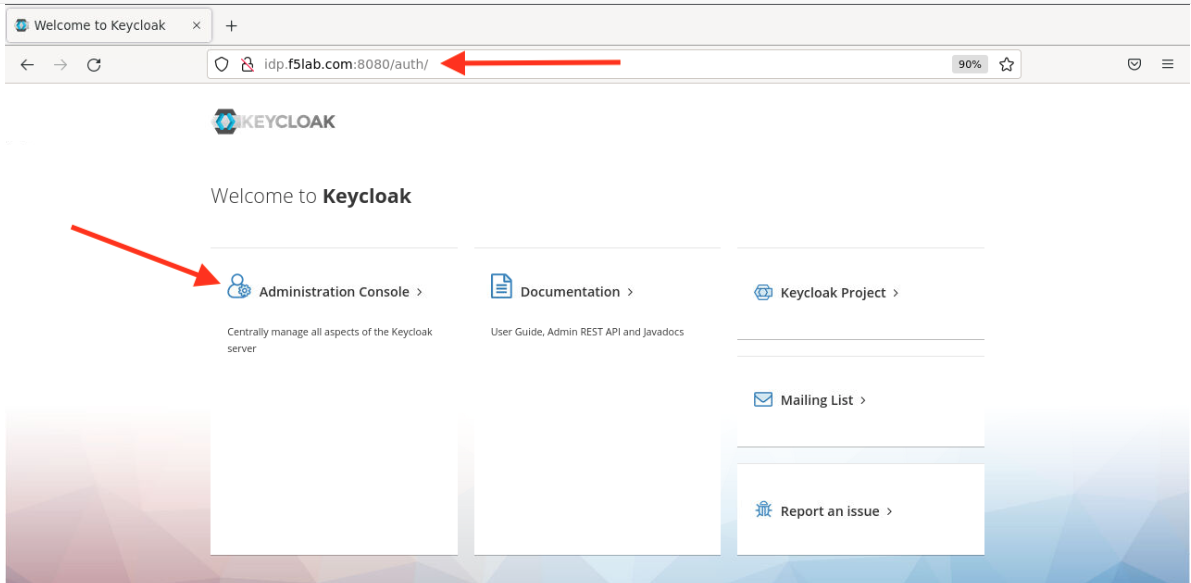 Welcome to Keycloak
idp.f5lab.com:8080/auth/
90%
KEYCLOAK
Welcome to Keycloak
Administration Console
Centrally manage all aspects of the Keycloak
server
Documentation
User Guide, Admin REST API and Javadocs
Keycloak Project
Mailing List
Report an issue